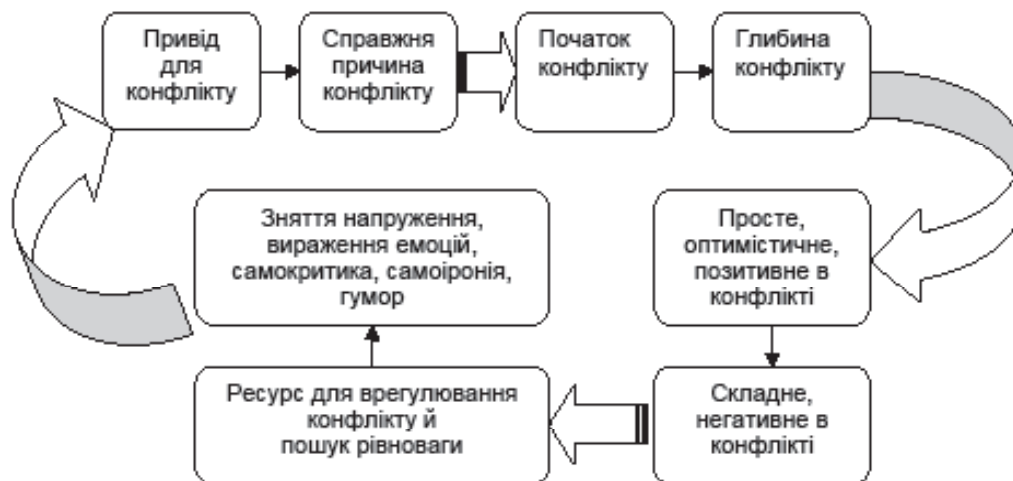 Привід
для
конфлікту
Справжня
причина
конфлікту
Початок
конфлікту
Глибина
конфлікту
Просте,
оптимістичне,
позитивне в
конфлікті
Складне,
негативне в
конфлікті
Ресурс для врегулювання
конфлікту й
пошук рівноваги
Зняття напруження,
вираження емоцій,
самокритика, самоіронія,
гумор